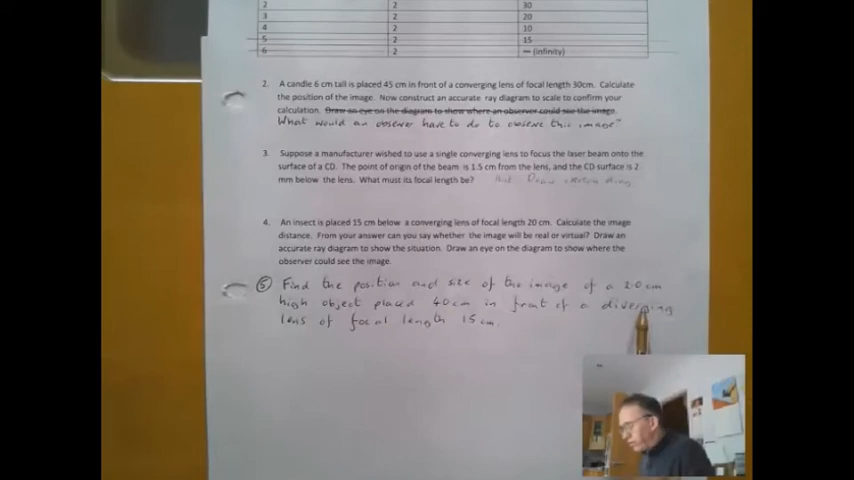 2 2 30
3 2 20
4 2 10
5 2 15
6 2 ∞ (infinity)
2. A candle 6 cm tall is placed 45 cm in front of a converging lens of focal length 30cm. Calculate
the position of the image. Now construct an accurate ray diagram to scale to confirm your
calculation. Draw an eye on the diagram to show where an observer could see the image.
What would an observer have to do to observe this image?
3. Suppose a manufacturer wished to use a single converging lens to focus the laser beam onto the
surface of a CD. The point of origin of the beam is 1.5 cm from the lens, and the CD surface is 2
mm below the lens. What must its focal length be? Draw
4. An insect is placed 15 cm below a converging lens of focal length 20 cm. Calculate the image
distance. From your answer can you say whether the image will be real or virtual? Draw an
accurate ray diagram to show the situation. Draw an eye on the diagram to show where the
observer could see the image.
5 Find the position and size of the image of a 2.0 cm
high object placed 40cm in front of a diverging
lens of focal length 15 cm.